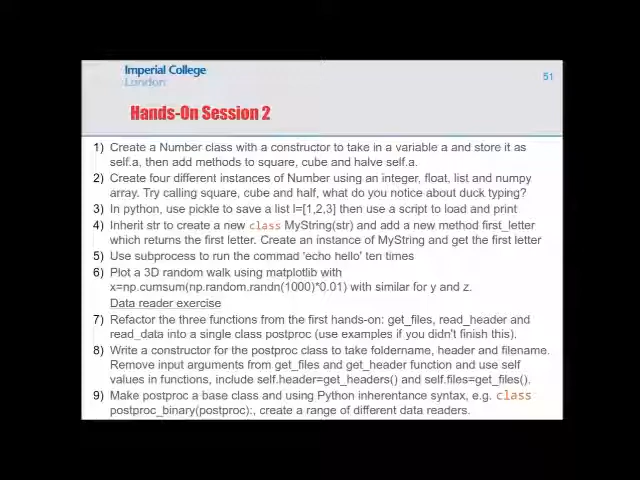 Imperial College
London
51
Hands-On Session 2
1) Create a Number class with a constructor to take in a variable a and store it as
self.a, then add methods to square, cube and halve self.a.
2) Create four different instances of Number using an integer, float, list and numpy
array. Try calling square, cube and half, what do you notice about duck typing?
3) In python, use pickle to save a list l=[1,2,3] then use a script to load and print
4) Inherit str to create a new class MyString(str) and add a new method first_letter
which returns the first letter. Create an instance of MyString and get the first letter
5) Use subprocess to run the commad 'echo hello' ten times
6) Plot a 3D random walk using matplotlib with
x=np.cumsum(np.random.randn(1000)*0.01) with similar for y and z.
Data reader exercise
7) Refactor the three functions from the first hands-on: get_files, read_header and
read_data into a single class postproc (use examples if you didn't finish this).
8) Write a constructor for the postproc class to take foldername, header and filename.
Remove input arguments from get_files and get_header function and use self
values in functions, include self.header=get_headers() and self.files=get_files().
9) Make postproc a base class and using Python inherentance syntax, e.g. class
postproc_binary(postproc):, create a range of different data readers.